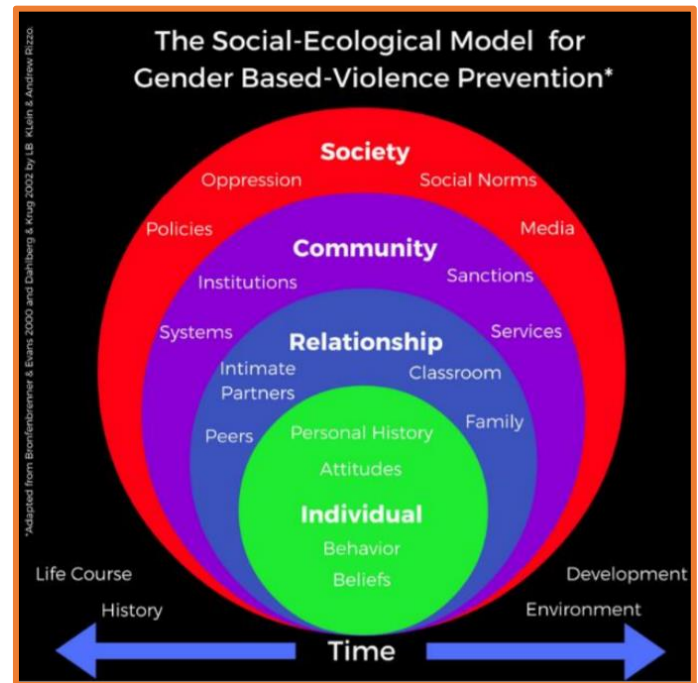 The Social-Ecological Model for
Gender Based-Violence Prevention*
*Adapted from Bronfenbrenner & Evans 2000 and Dahlberg & Krug 2002 by LB KLein & Andrew Rizzo.
Society
Oppression
Social Norms
Policies
Media
Community
Institutions
Sanctions
Systems
Services
Relationship
Intimate
Partners
Classroom
Peers
Family
Personal History
Attitudes
Individual
Behavior
Beliefs
Life Course
Development
History
Environment
Time